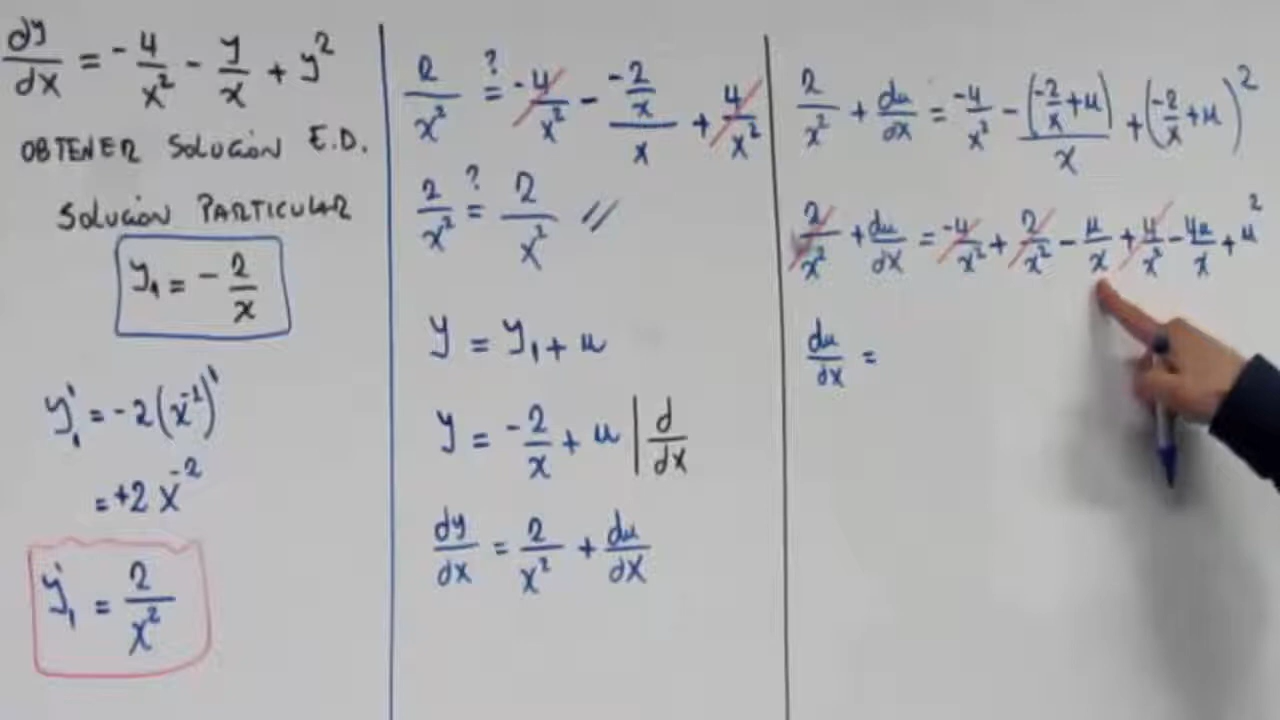 dy/dx = -4/x² - y/x + y²
OBTENER SOLUCIÓN E.D.
SOLUCIÓN PARTICULAR
y₁ = -2/x
y₁' = -2(x⁻¹)'
= +2x⁻²
y₁' = 2/x²
2/x² ?= -4/x² - (-2/x)/x + 4/x²
2/x² ?= 2/x² //
y = y₁ + u
y = -2/x + u | d/dx
dy/dx = 2/x² + du/dx
2/x² + du/dx = -4/x² - (-2/x + u)/x + (-2/x + u)²
2/x² + du/dx = -4/x² + 2/x² - u/x + 4/x² - 4u/x + u²
du/dx =